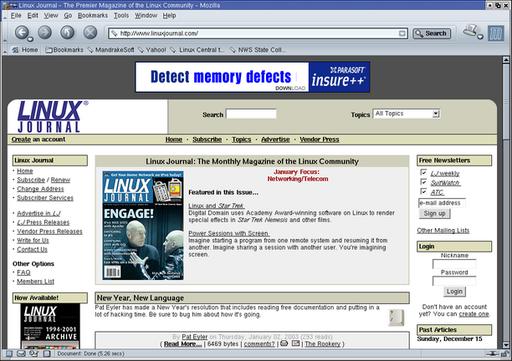 Linux Journal - The Premier Magazine of the Linux Community - Mozilla
File Edit View Go Bookmarks Tools Window Help
http://www.linuxjournal.com/ Search
Home Bookmarks MandrakeSoft Yahoo! Linux Central t... NWS State Coll...
Detect memory defects DOWNLOAD PARASOFT insure++
LINUX JOURNAL
Search Topics All Topics
Create an account Home · Subscribe · Topics · Advertise · Vendor Press
Linux Journal
· Home
· Subscribe / Renew
· Change Address
· Subscriber Services
· Advertise in LJ
· LJ Press Releases
· Vendor Press Releases
· Write for Us
· Contact Us
Other Options
· FAQ
· Members List
Now Available!
LINUX JOURNAL
1994-2001
ARCHIVE
Linux Journal: The Monthly Magazine of the Linux Community
LINUX JOURNAL
ENGAGE!
January Focus:
Networking/Telecom
Featured in this Issue...
Linux and Star Trek
Digital Domain uses Academy Award-winning software on Linux to render
special effects in Star Trek Nemesis and other films.
Power Sessions with Screen
Imagine starting a program from one remote system and resuming it from
another. Imagine sharing a session with another user. You're imagining
screen.
New Year, New Language
Pat Eyler has made a New Year's resolution that includes reading free documentation and putting in a
lot of hacking time. Be sure to bug him about how it's going.
by Pat Eyler on Thursday, January 02, 2003 (293 reads)
( Read More... | 6469 bytes | comments? | | The Rookery )
Free Newsletters
LJ weekly
SuitWatch
ATC
e-mail address
Sign up
Other Mailing Lists
Login
Nickname
Password
Login
Don't have an account yet? You can create one.
Past Articles
Sunday, December 15
Document: Done (5.26 secs)